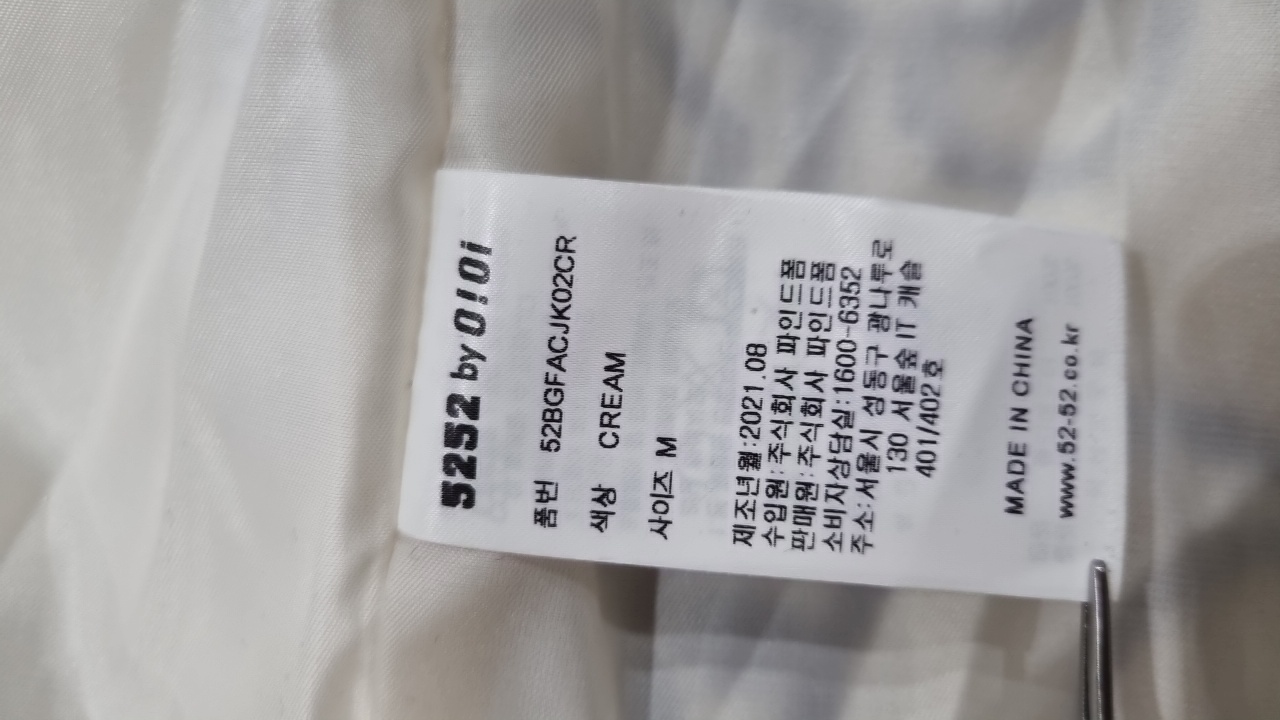 5252 by O!Oi
품번 52BGFACJK02CR
색상 CREAM
사이즈 M
제조년월:2021.08
수입원:주식회사 파인드폼
판매원:주식회사 파인드폼
소비자상담실:1600-6352
주소:서울시 성동구 광나루로
130 서울숲 IT 캐슬
401/402호
MADE IN CHINA
www.52-52.co.kr